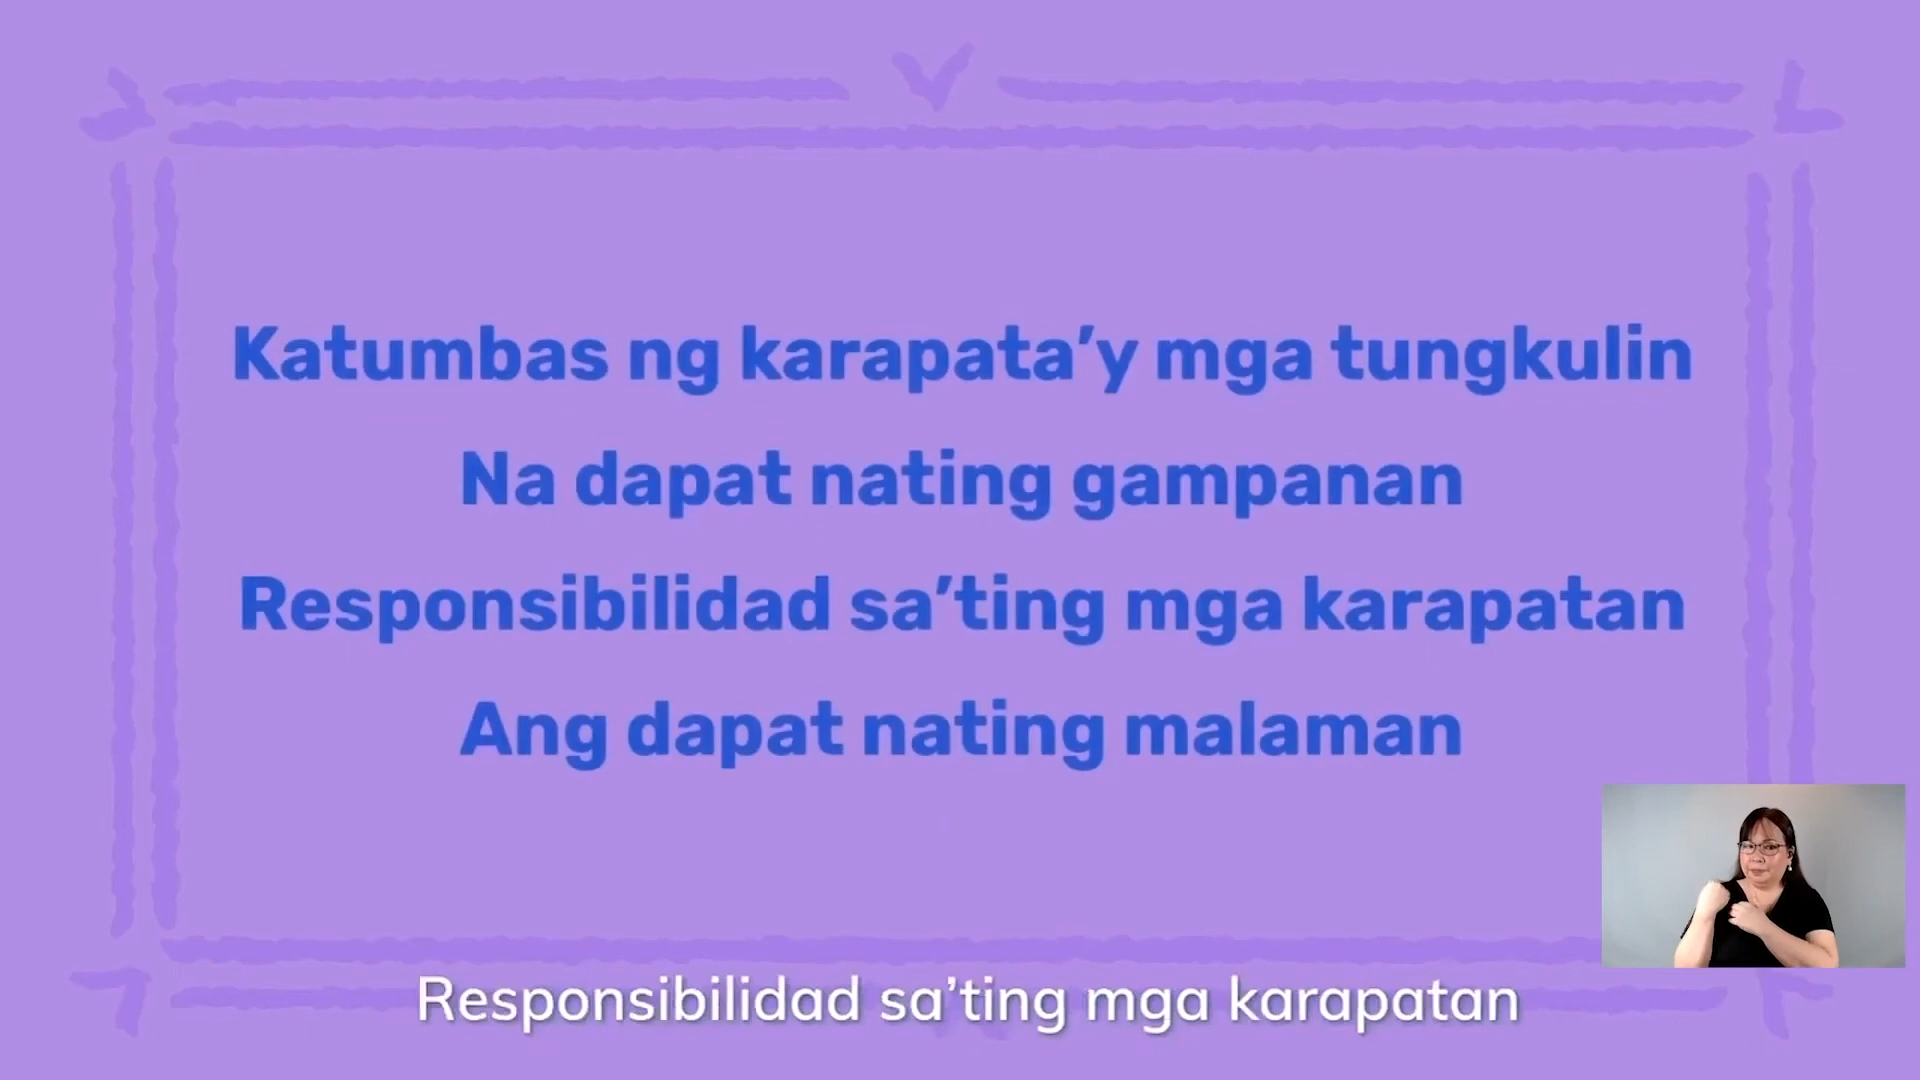 Katumbas ng karapata’y mga tungkulin
Na dapat nating gampanan
Responsibilidad sa’ting mga karapatan
Ang dapat nating malaman
Responsibilidad sa’ting mga karapatan